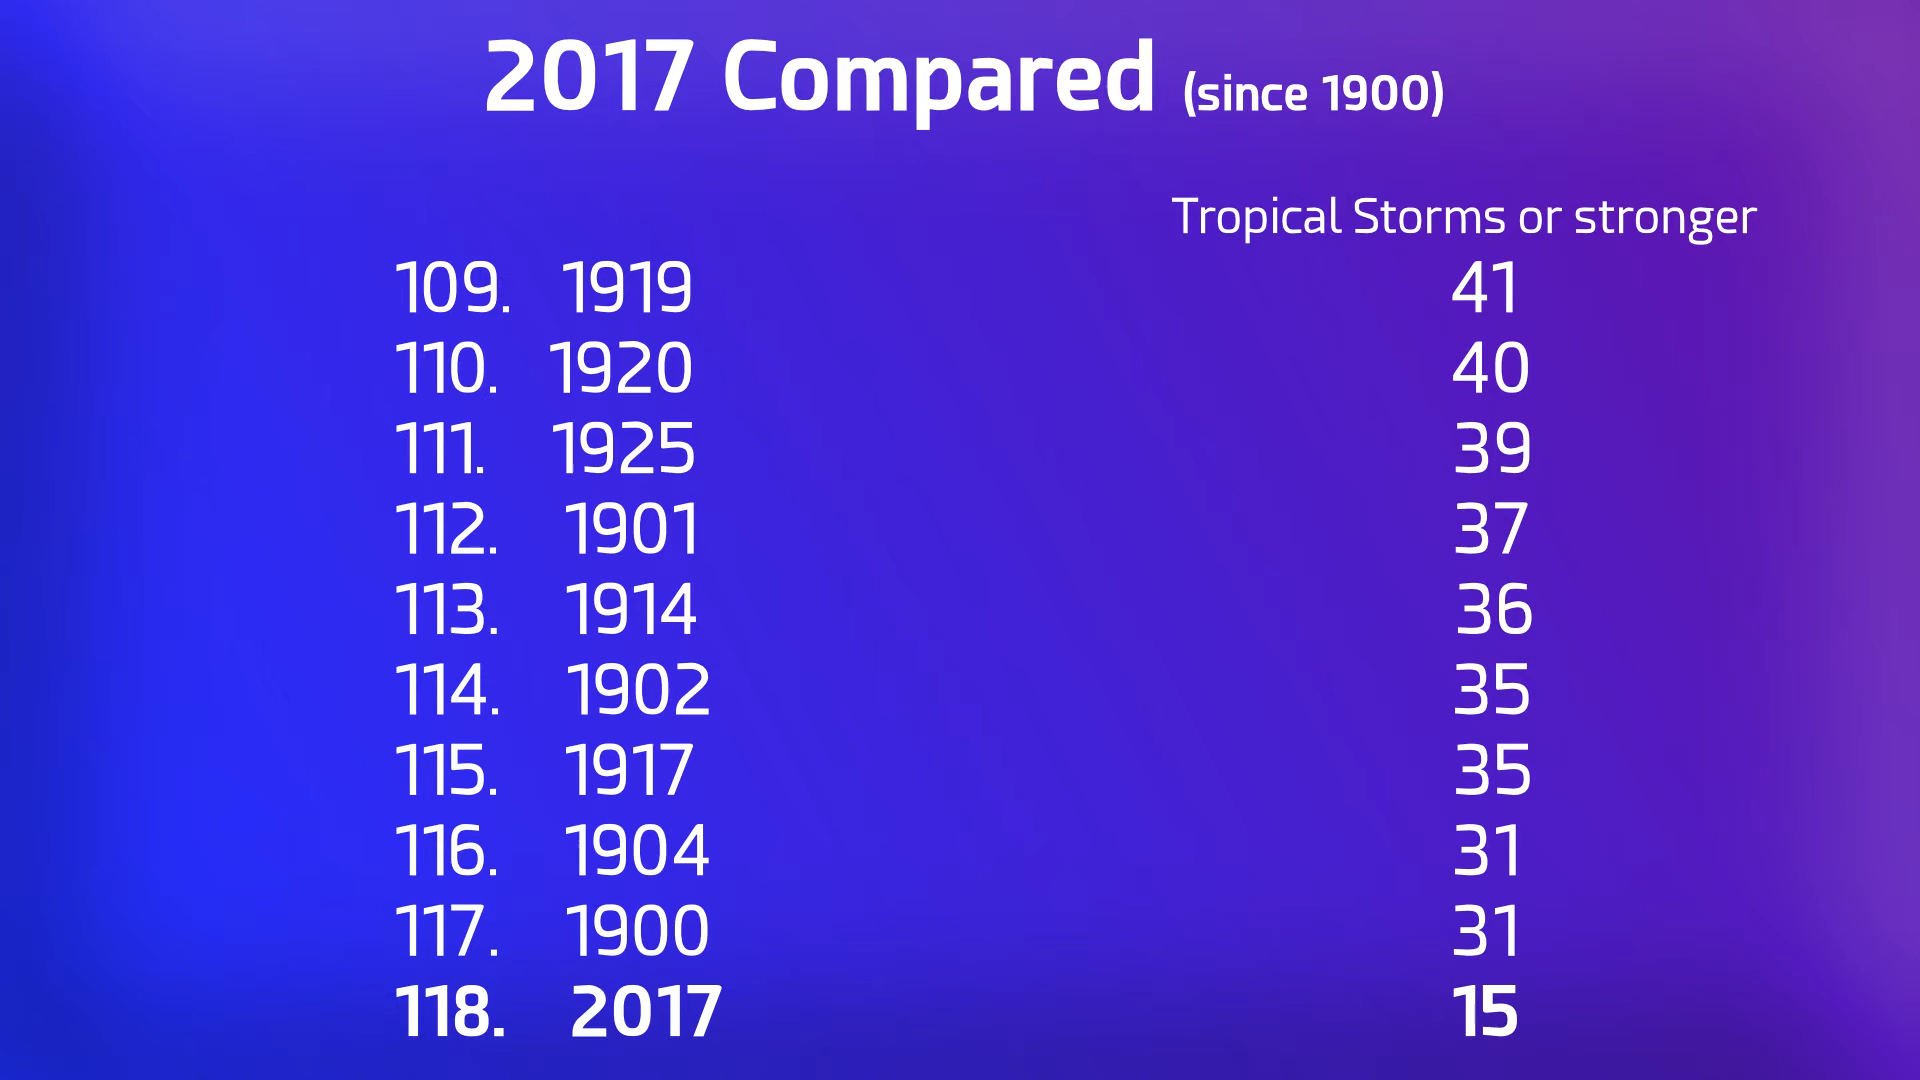 2017 Compared (since 1900)
Tropical Storms or stronger
109. 1919 41
110. 1920 40
111. 1925 39
112. 1901 37
113. 1914 36
114. 1902 35
115. 1917 35
116. 1904 31
117. 1900 31
118. 2017 15